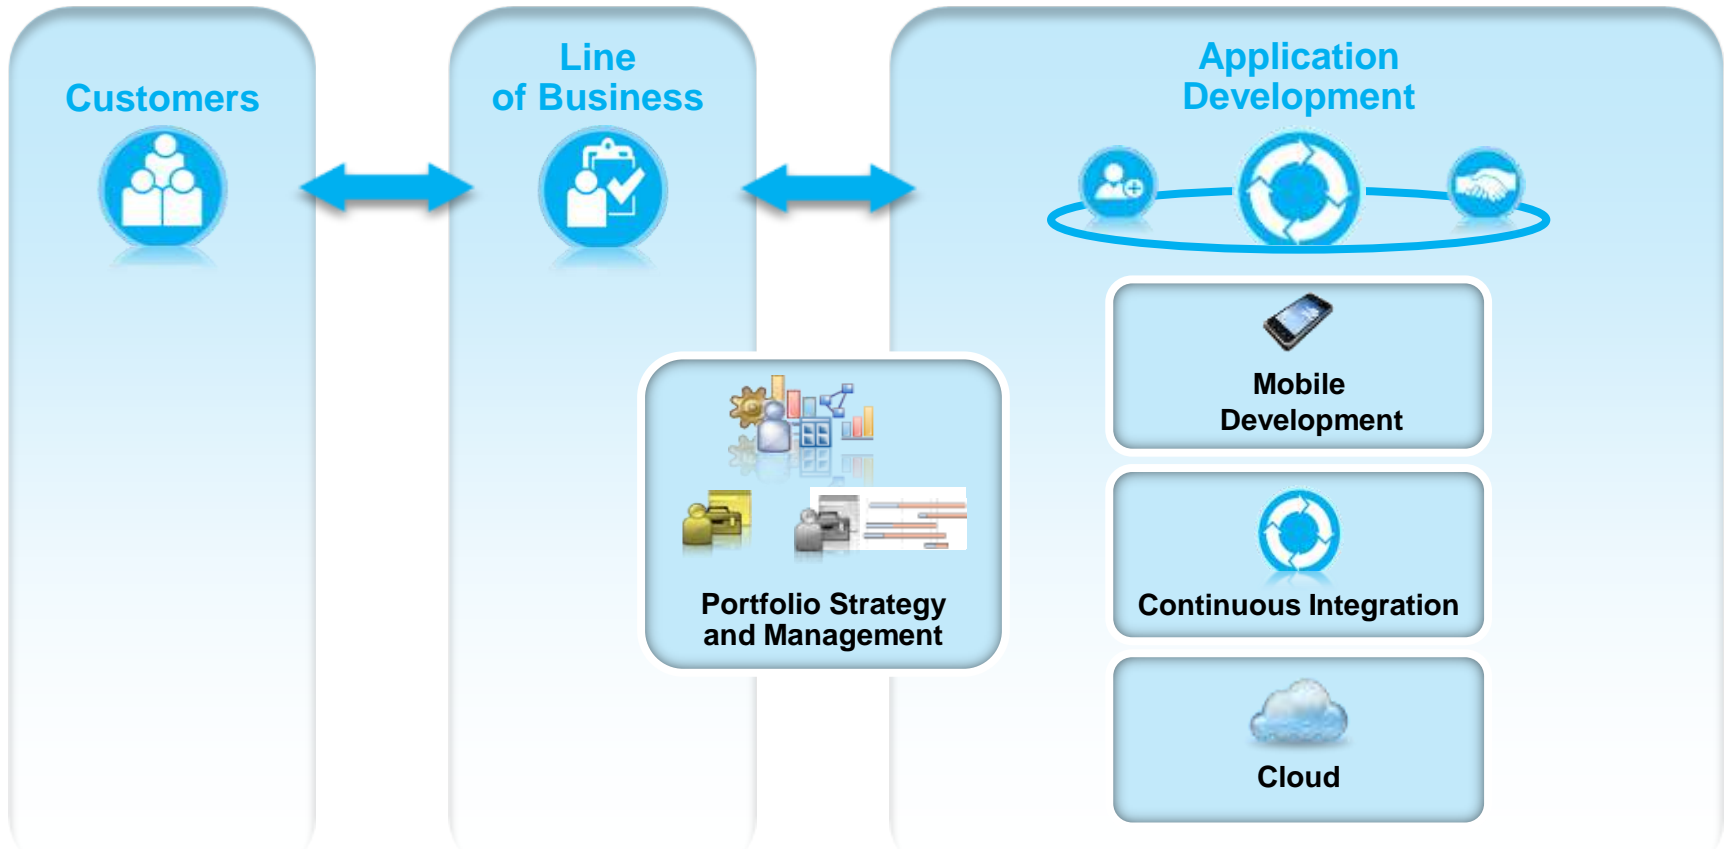 Customers
Line
of Business
Application
Development
Mobile
Development
Portfolio Strategy
and Management
Continuous Integration
Cloud